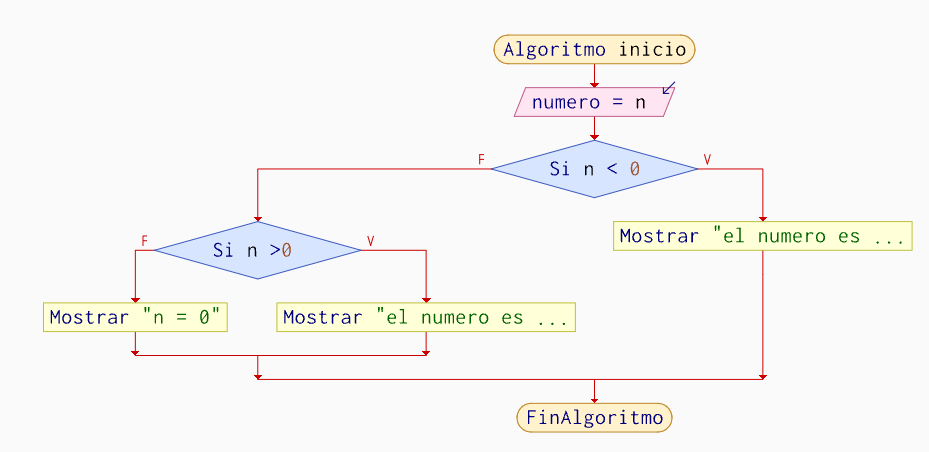 Algoritmo inicio
numero = n
F
Si n < 0
V
Mostrar "el numero es ...
F
Si n >0
V
Mostrar "n = 0"
Mostrar "el numero es ...
FinAlgoritmo